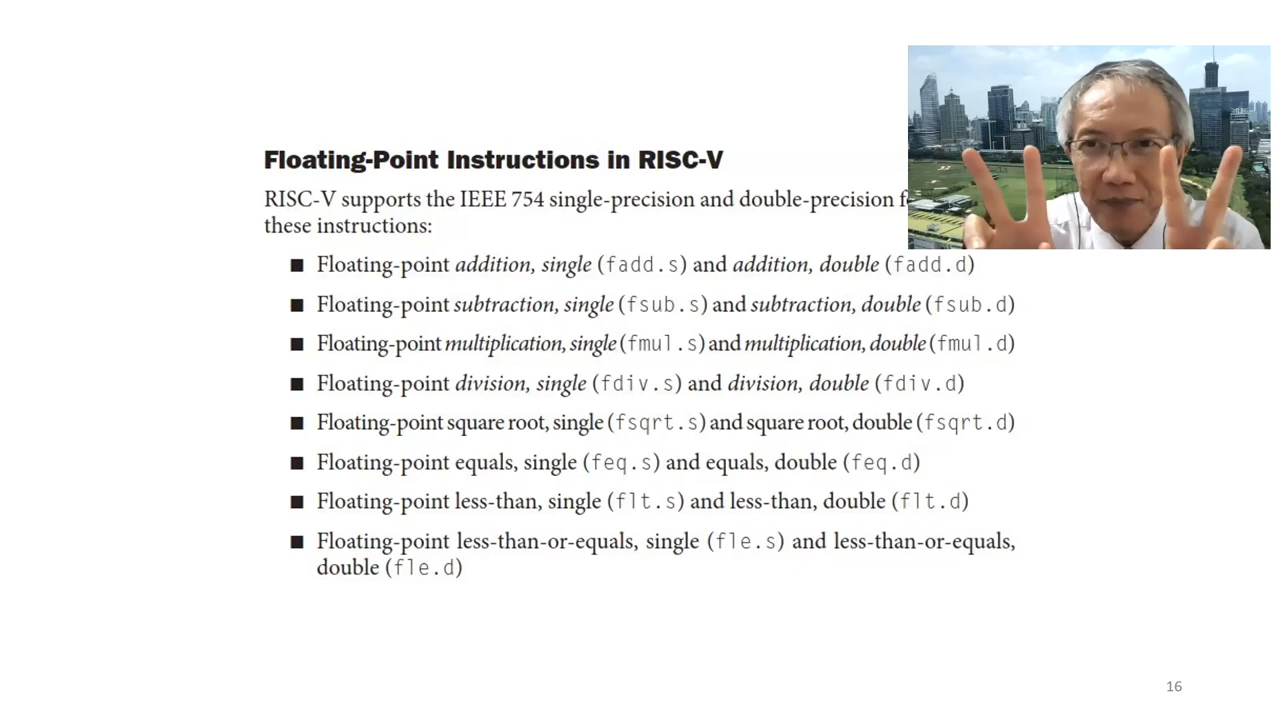 Floating-Point Instructions in RISC-V
RISC-V supports the IEEE 754 single-precision and double-precision
these instructions:
■ Floating-point addition, single (fadd.s) and addition, double (fadd.d)
■ Floating-point subtraction, single (fsub.s) and subtraction, double (fsub.d)
■ Floating-point multiplication, single (fmul.s) and multiplication, double (fmul.d)
■ Floating-point division, single (fdiv.s) and division, double (fdiv.d)
■ Floating-point square root, single (fsqrt.s) and square root, double (fsqrt.d)
■ Floating-point equals, single (feq.s) and equals, double (feq.d)
■ Floating-point less-than, single (flt.s) and less-than, double (flt.d)
■ Floating-point less-than-or-equals, single (fle.s) and less-than-or-equals,
double (fle.d)
16